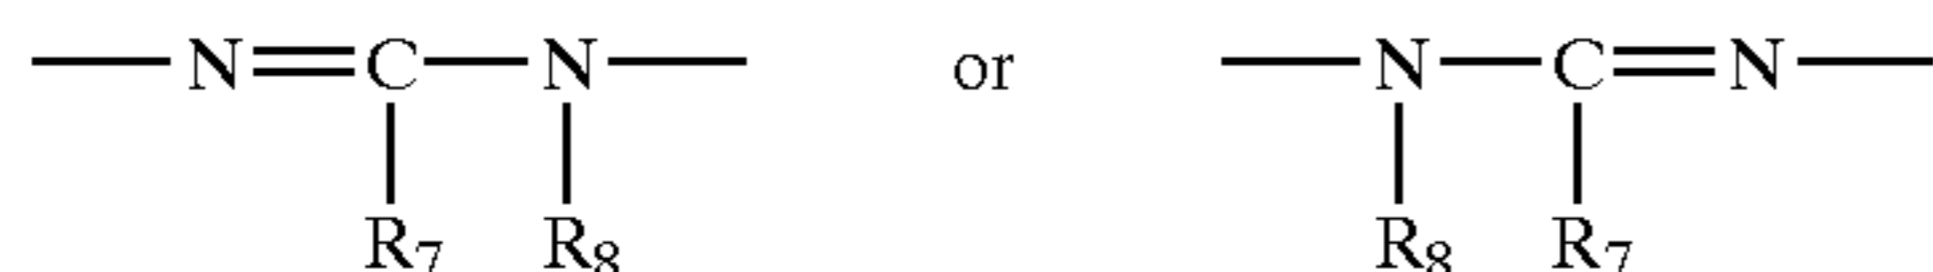 —N=C—N— or —N—C=N—
R7 R8 R8 R7